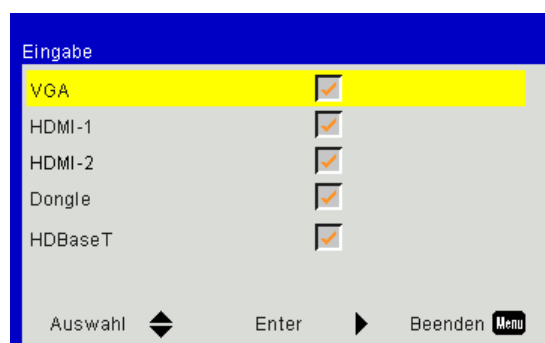 Eingabe
VGA
HDMI-1
HDMI-2
Dongle
HDBaseT
Auswahl Enter Beenden Menu